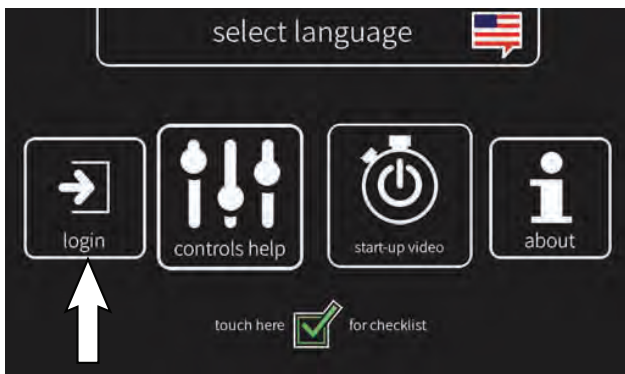 select language
login
controls help
start-up video
about
touch here
for checklist